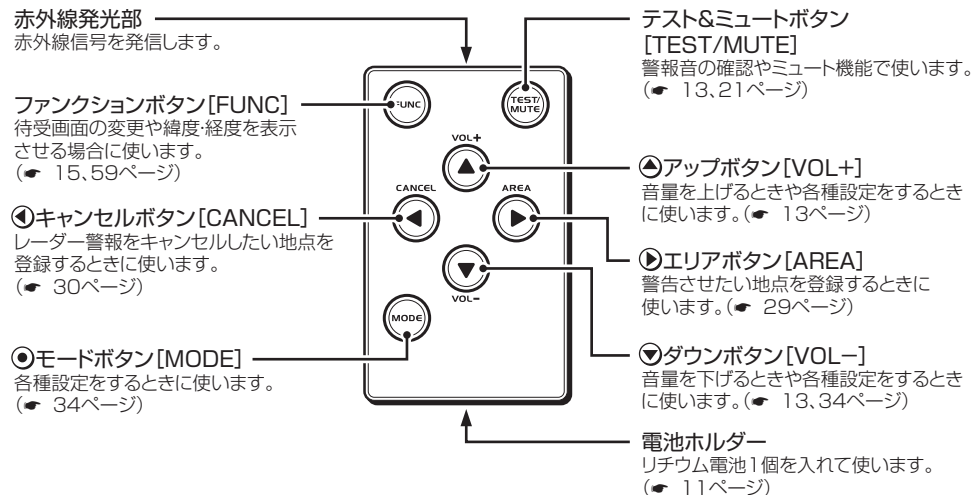 赤外線発光部
赤外線信号を発信します。
ファンクションボタン[FUNC]
待受画面の変更や緯度・経度を表示
させる場合に使います。
(☛ 15、59ページ)
◀キャンセルボタン[CANCEL]
レーダー警報をキャンセルしたい地点を
登録するときに使います。
(☛ 30ページ)
●モードボタン[MODE]
各種設定をするときに使います。
(☛ 34ページ)
FUNC
TEST/
MUTE
VOL+
CANCEL
AREA
VOL−
MODE
テスト&ミュートボタン
[TEST/MUTE]
警報音の確認やミュート機能で使います。
(☛ 13、21ページ)
▲アップボタン[VOL+]
音量を上げるときや各種設定をするとき
に使います。(☛ 13ページ)
▶エリアボタン[AREA]
警告させたい地点を登録するときに
使います。(☛ 29ページ)
▼ダウンボタン[VOL−]
音量を下げるときや各種設定をするとき
に使います。(☛ 13、34ページ)
電池ホルダー
リチウム電池1個を入れて使います。
(☛ 11ページ)